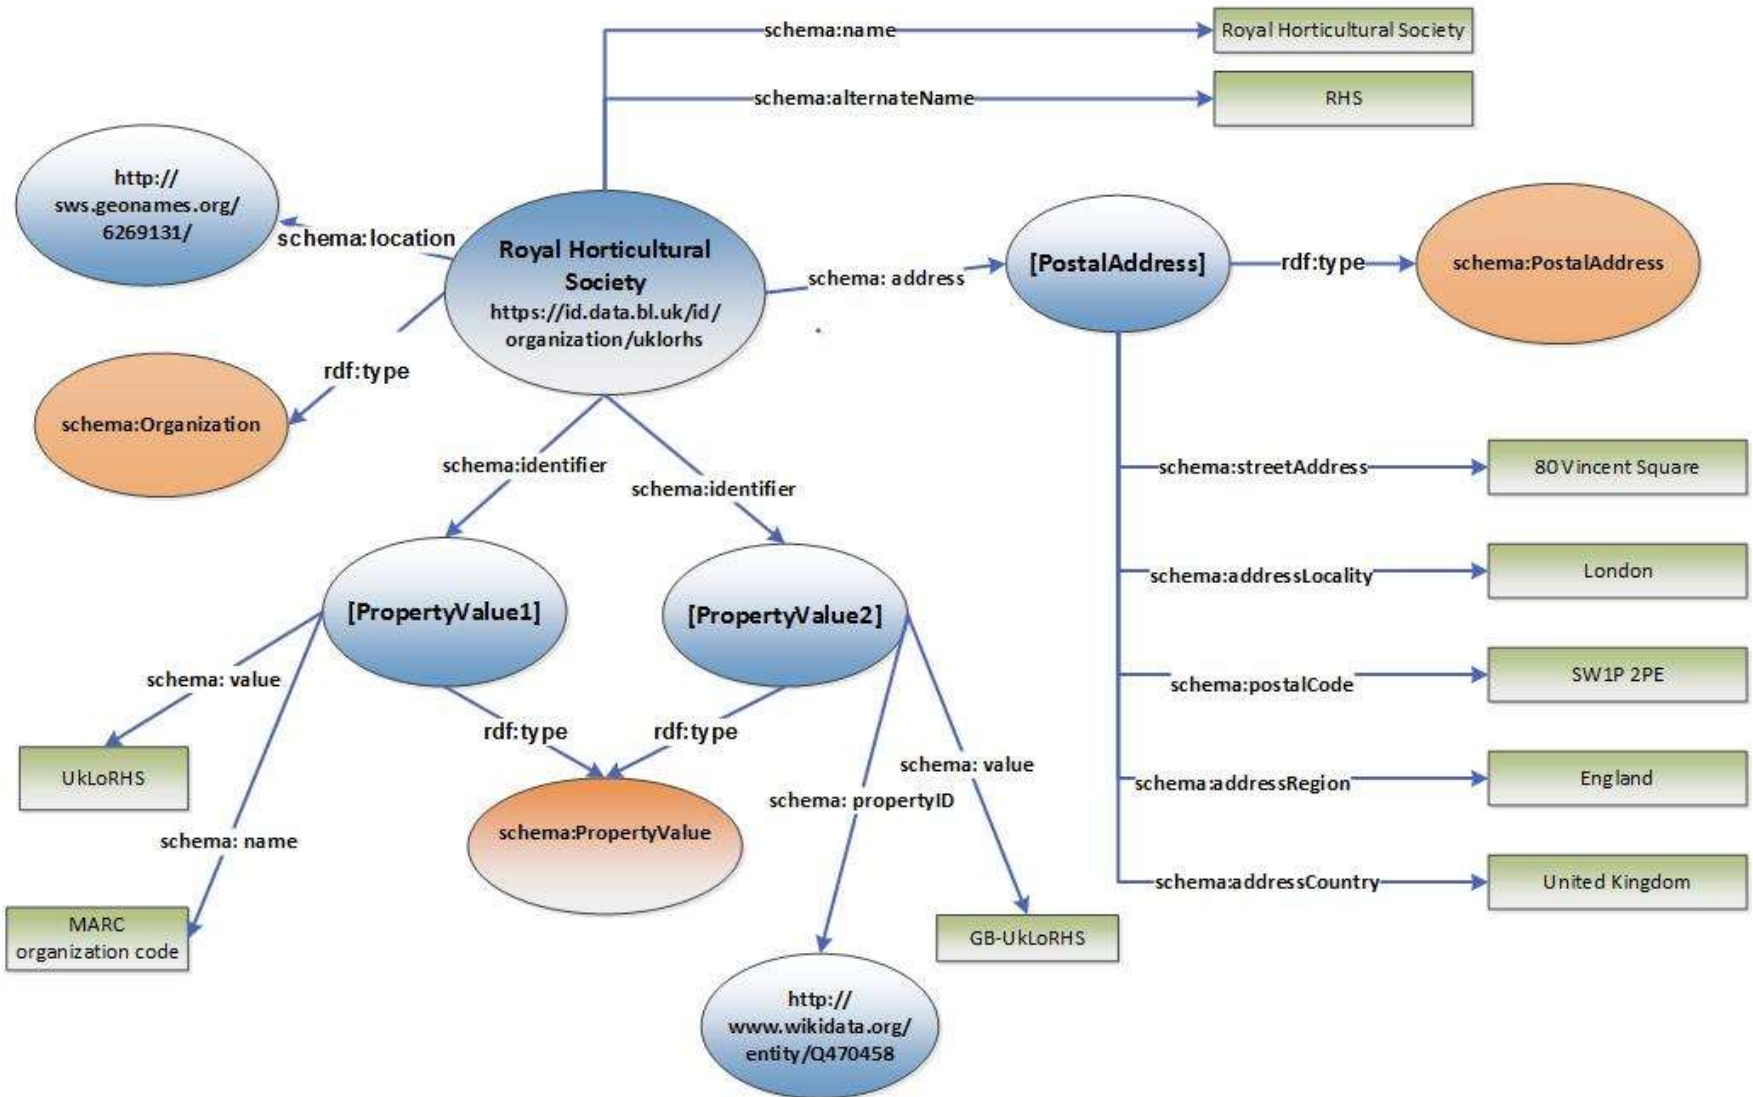 schema:name
Royal Horticultural Society
schema:alternateName
RHS
http://
sws.geonames.org/
6269131/
schema:location
Royal Horticultural
Society
https://id.data.bl.uk/id/
organization/uklorhs
schema: address
[PostalAddress]
rdf:type
schema:PostalAddress
rdf:type
schema:Organization
schema:identifier
schema:identifier
schema:streetAddress
80 Vincent Square
schema:addressLocality
London
[PropertyValue1]
[PropertyValue2]
schema: value
schema:postalCode
SW1P 2PE
rdf:type
rdf:type
UkLoRHS
schema: value
schema: propertyID
schema:addressRegion
England
schema: name
schema:PropertyValue
schema:addressCountry
United Kingdom
MARC
organization code
GB-UkLoRHS
http://
www.wikidata.org/
entity/Q470458